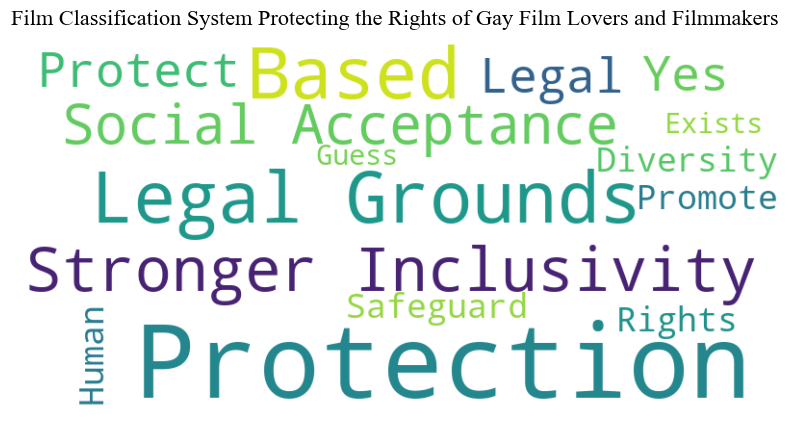 Film Classification System Protecting the Rights of Gay Film Lovers and Filmmakers
Protect Based Legal Yes
Social Acceptance Exists
Guess Diversity
Legal Grounds Promote
Stronger Inclusivity
Safeguard Rights
Human Protection